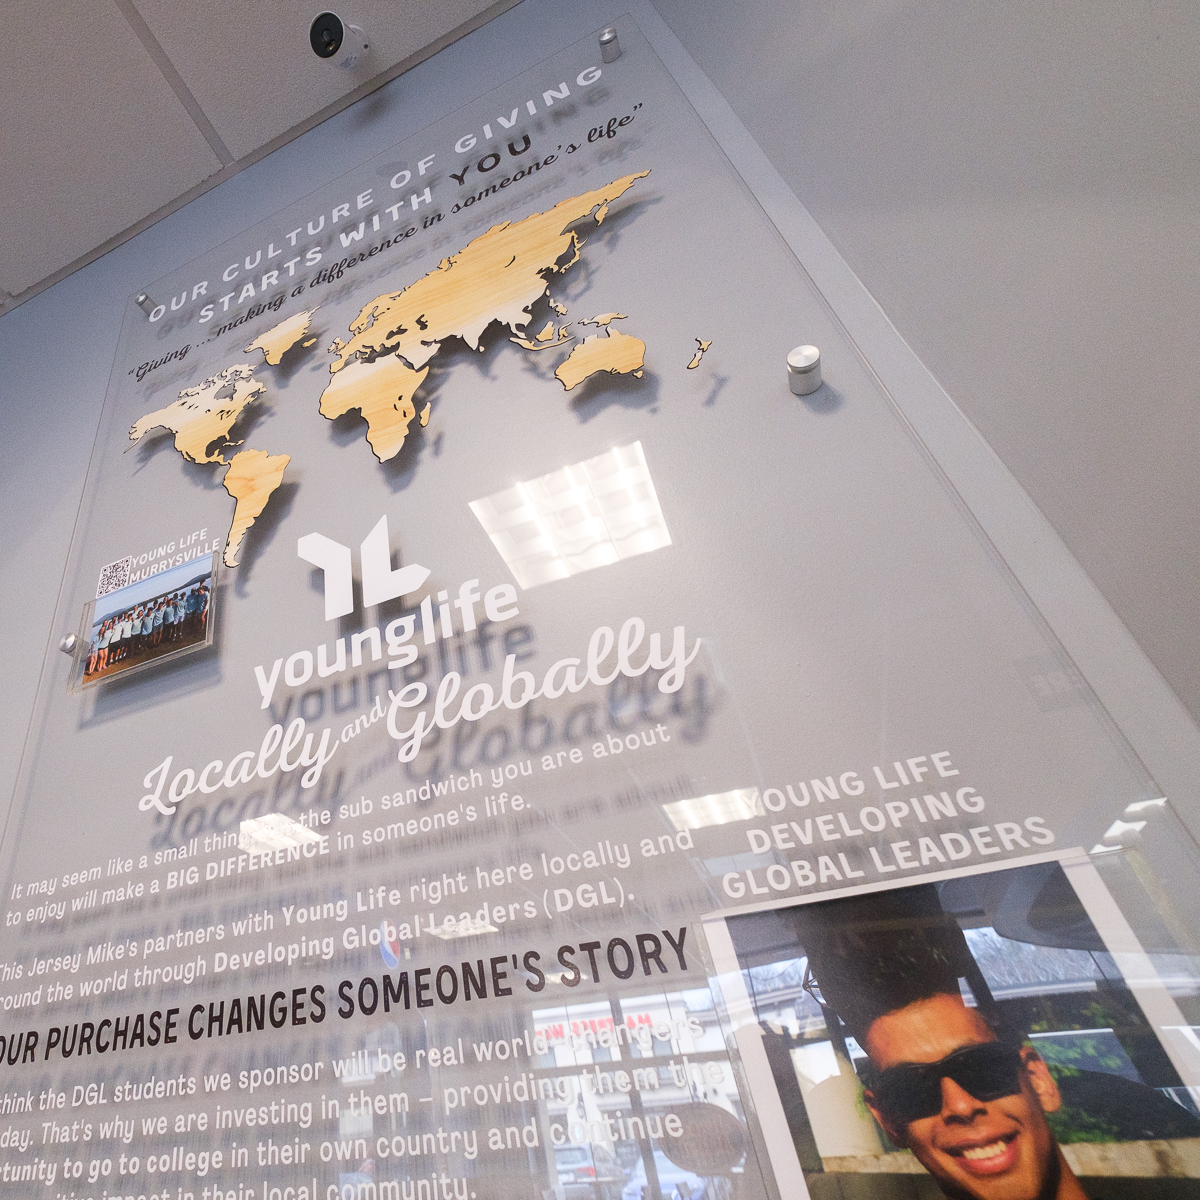 OUR CULTURE OF GIVING
STARTS WITH YOU
"Giving ... making a difference in someone's life"
YOUNG LIFE
MURRYSVILLE
YL
younglife
Locally and Globally
It may seem like a small thing the sub sandwich you are about
to enjoy will make a BIG DIFFERENCE in someone's life.
This Jersey Mike's partners with Young Life right here locally and
round the world through Developing Global Leaders (DGL).
OUR PURCHASE CHANGES SOMEONE'S STORY
think the DGL students we sponsor will be real world-changers
day. That's why we are investing in them – providing them the
rtunity to go to college in their own country and continue
impact in their local community.
YOUNG LIFE
DEVELOPING
GLOBAL LEADERS